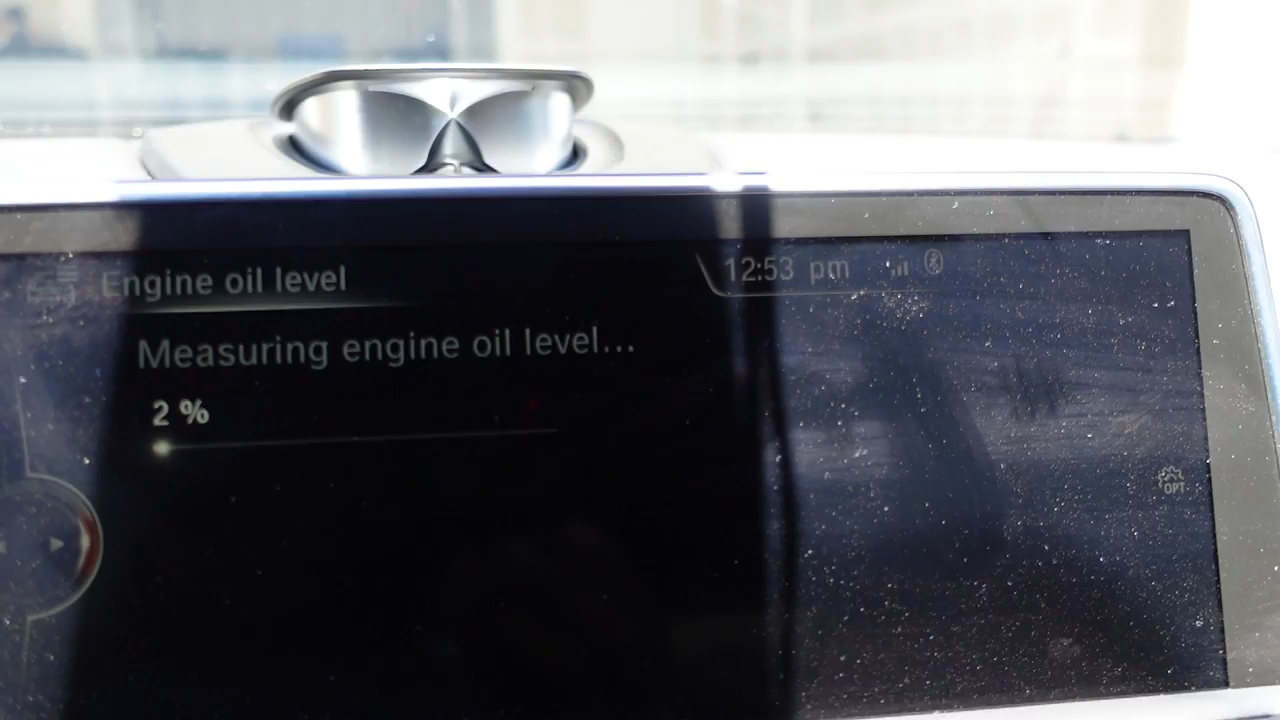 Engine oil level
12:53 pm
Measuring engine oil level...
2 %
OPT